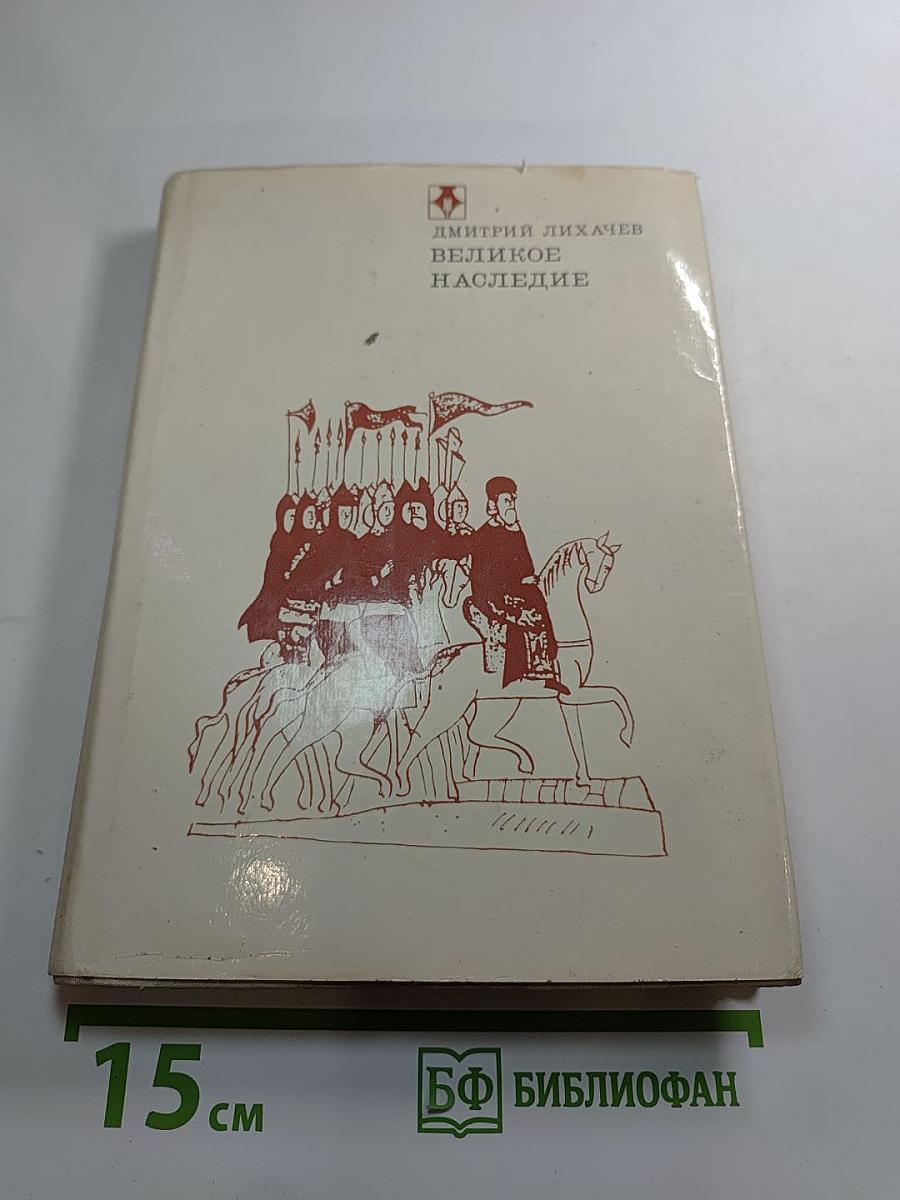 ДМИТРИЙ ЛИХАЧЕВ
ВЕЛИКОЕ
НАСЛЕДИЕ
15 см
БФ БИБЛИОФАН